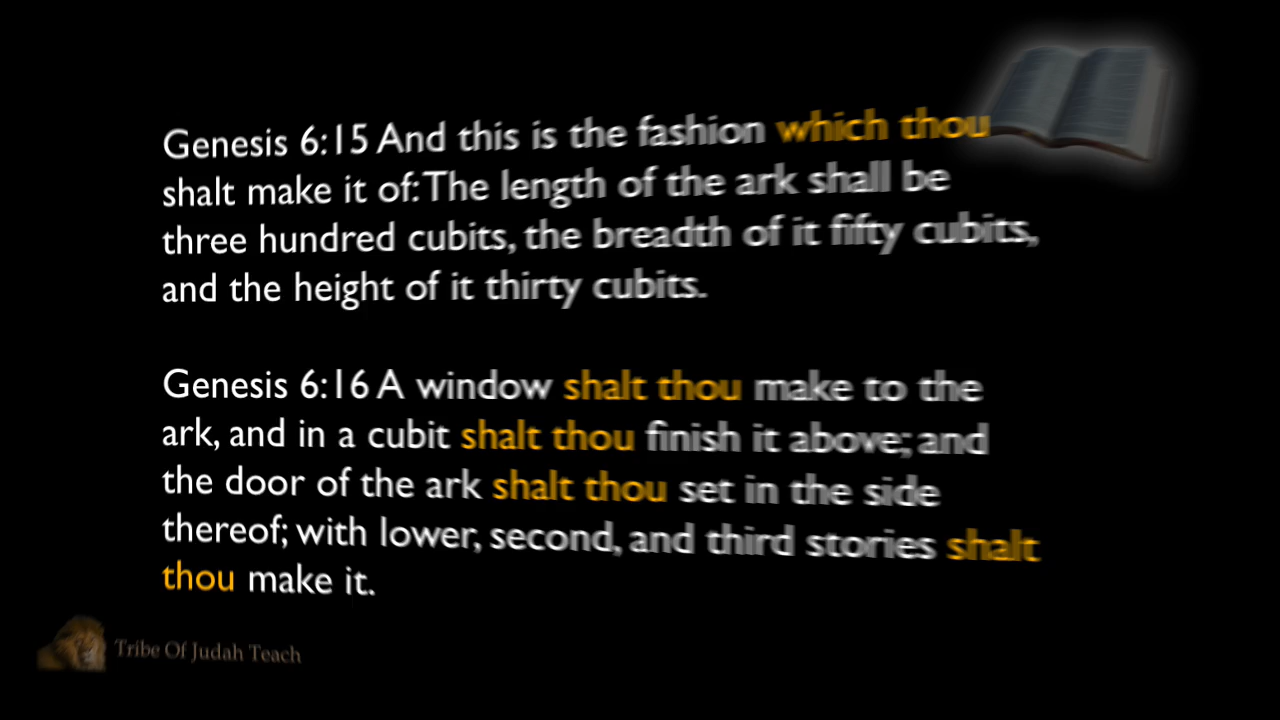 Genesis 6:15 And this is the fashion which thou
shalt make it of: The length of the ark shall be
three hundred cubits, the breadth of it fifty cubits,
and the height of it thirty cubits.
Genesis 6:16 A window shalt thou make to the
ark, and in a cubit shalt thou finish it above; and
the door of the ark shalt thou set in the side
thereof; with lower, second, and third stories shalt
thou make it.
Tribe Of Judah Teach